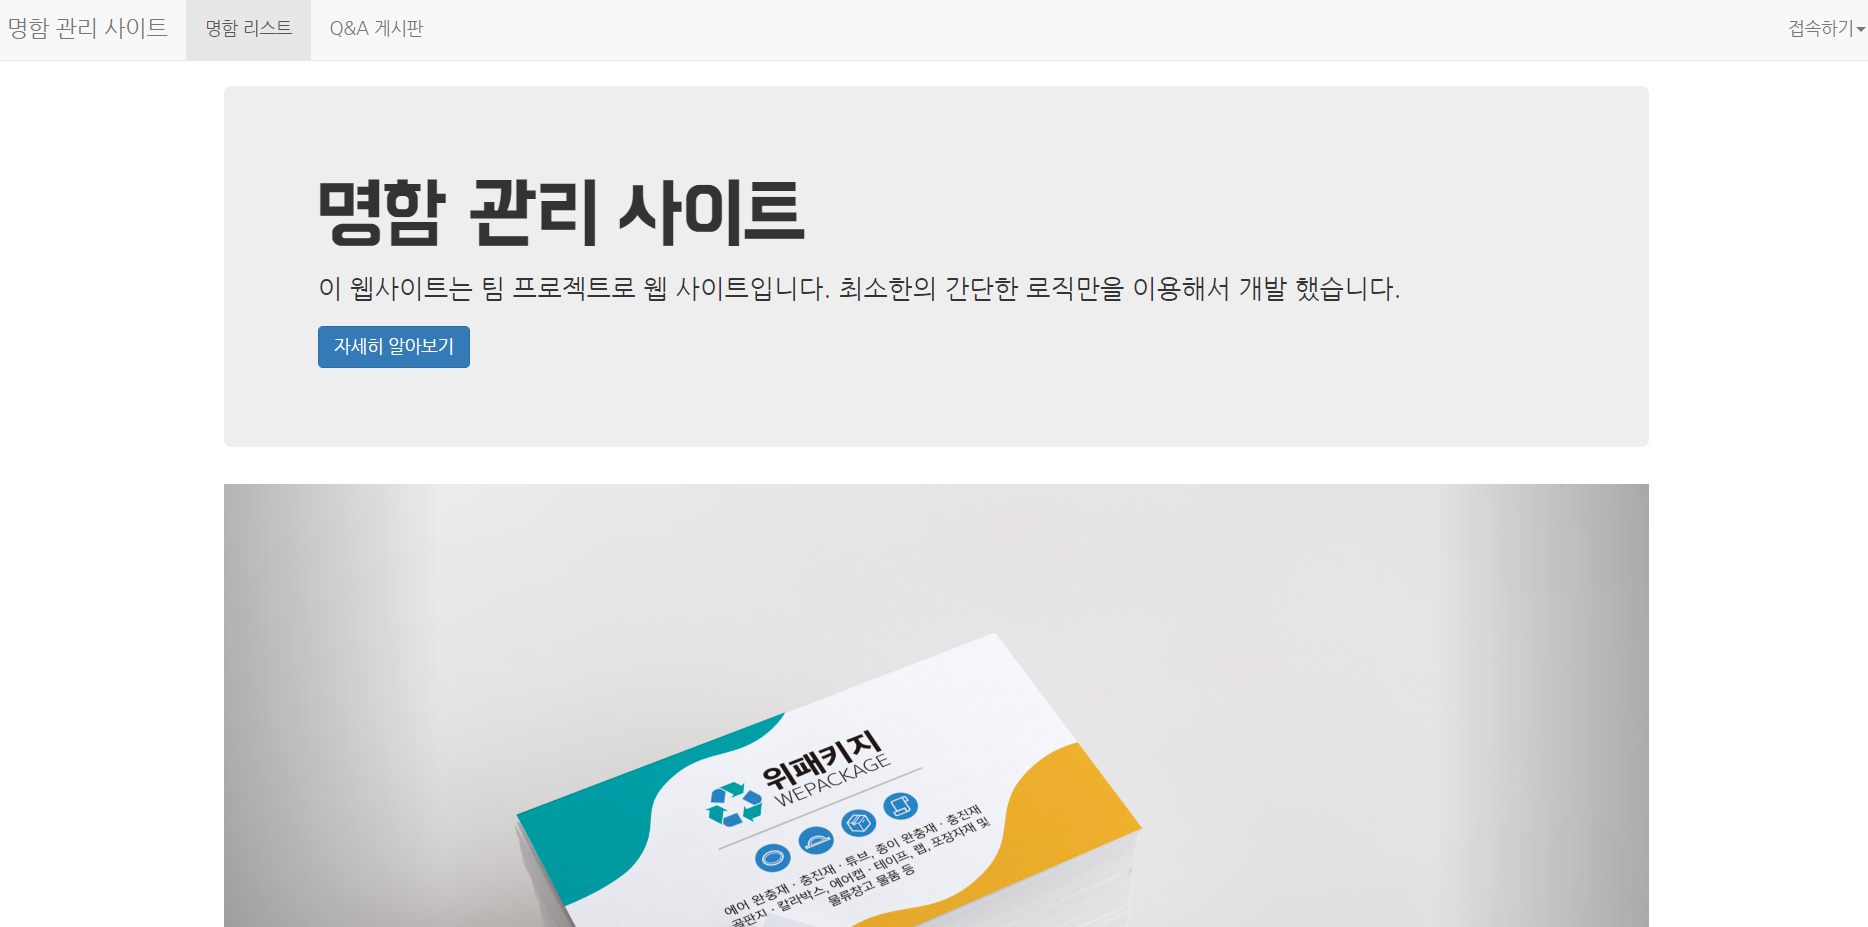 명함 관리 사이트
명함 리스트
Q&A 게시판
접속하기
명함 관리 사이트
이 웹사이트는 팀 프로젝트로 웹 사이트입니다. 최소한의 간단한 로직만을 이용해서 개발 했습니다.
자세히 알아보기
위패키지
WEPACKAGE
에어 완충재 · 충진재 · 튜브, 종이 완충재 · 충진재
골판지 · 칼라박스, 에어캡 · 테이프, 랩, 포장자재 및
물류창고 물품 등